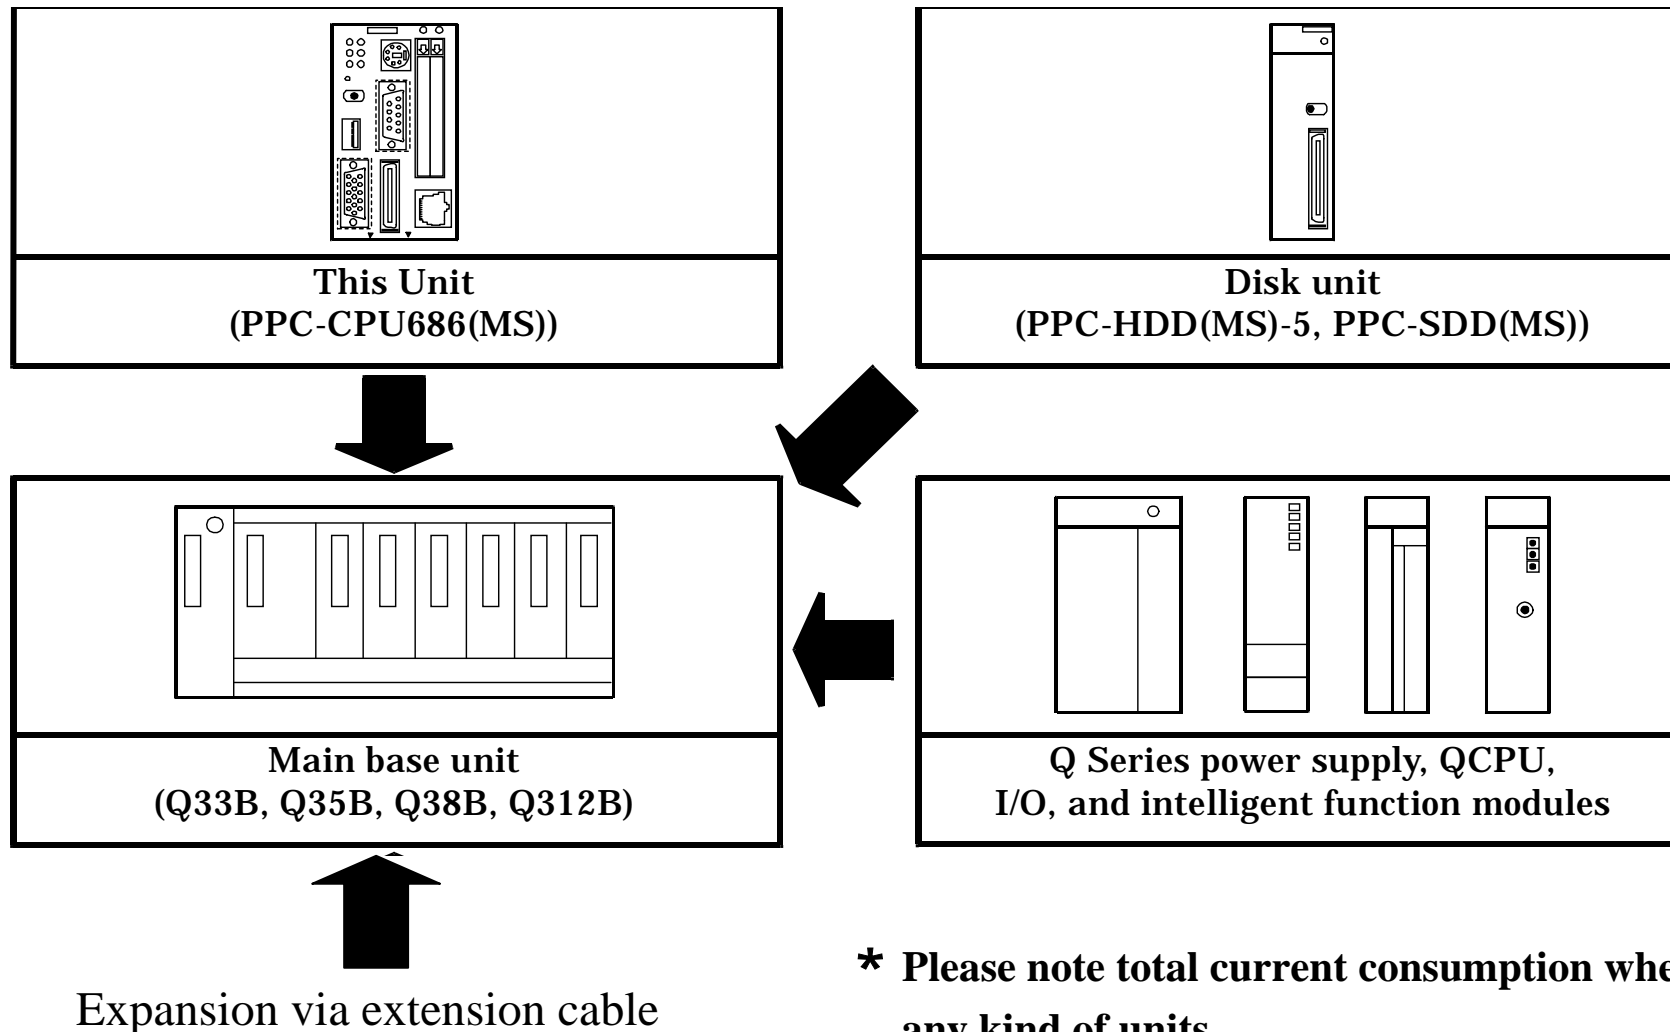 This Unit
(PPC-CPU686(MS))
Disk unit
(PPC-HDD(MS)-5, PPC-SDD(MS))
Main base unit
(Q33B, Q35B, Q38B, Q312B)
Q Series power supply, QCPU,
I/O, and intelligent function modules
Expansion via extension cable
* Please note total current consumption
any kind of units